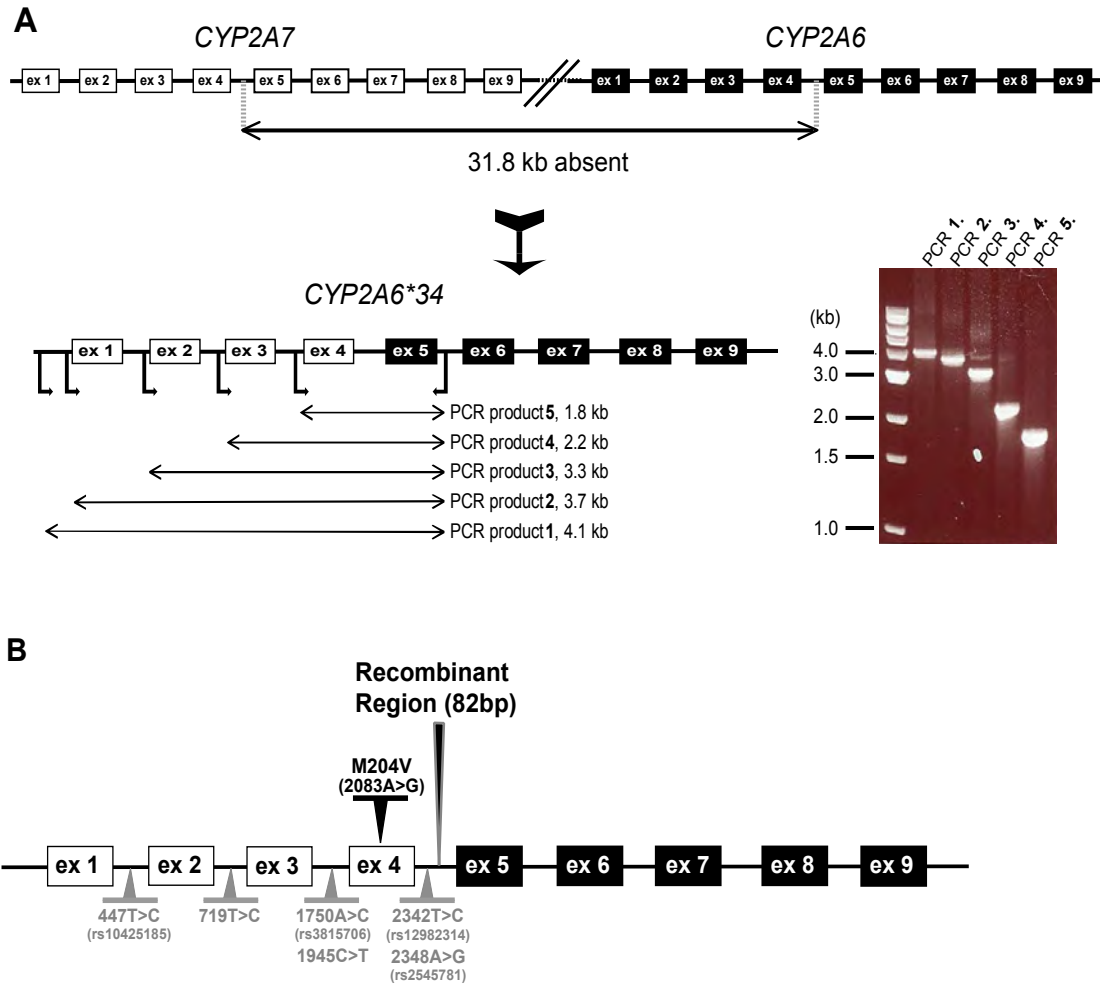 A
CYP2A7 CYP2A6
ex 1 ex 2 ex 3 ex 4 ex 5 ex 6 ex 7 ex 8 ex 9 ex 1 ex 2 ex 3 ex 4 ex 5 ex 6 ex 7 ex 8 ex 9
31.8 kb absent
CYP2A6*34
ex 1 ex 2 ex 3 ex 4 ex 5 ex 6 ex 7 ex 8 ex 9
PCR product 5, 1.8 kb
PCR product 4, 2.2 kb
PCR product 3, 3.3 kb
PCR product 2, 3.7 kb
PCR product 1, 4.1 kb
PCR 1.
PCR 2.
PCR 3.
PCR 4.
PCR 5.
(kb)
4.0
3.0
2.0
1.5
1.0
B
Recombinant
Region (82bp)
M204V
(2083A>G)
ex 1 ex 2 ex 3 ex 4 ex 5 ex 6 ex 7 ex 8 ex 9
447T>C
(rs10425185)
719T>C
1750A>C
(rs3815706)
1945C>T
2342T>C
(rs12982314)
2348A>G
(rs2545781)